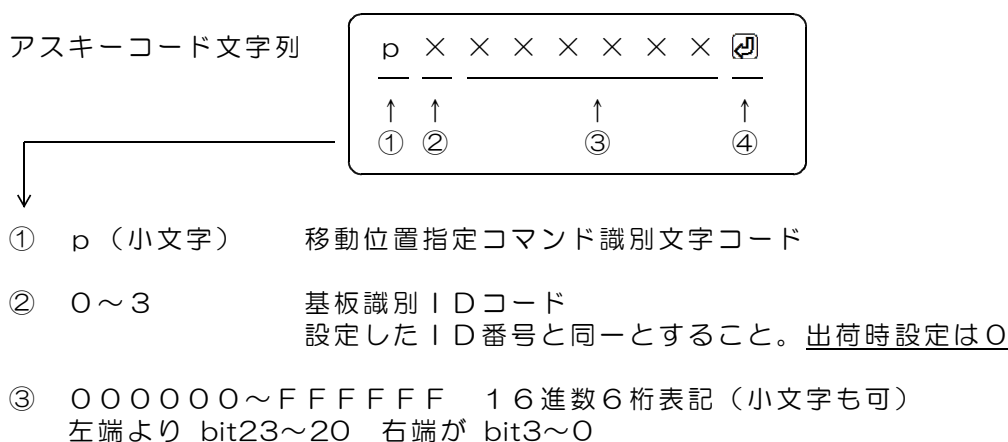 アスキーコード文字列
p × × × × × × × ⏎
↑ ↑ ↑ ↑
① ② ③ ④
① p（小文字） 移動位置指定コマンド識別文字コード
② 0～3 基板識別IDコード
設定したID番号と同一とすること。出荷時設定は0
③ 000000～FFFFFF 16進数6桁表記（小文字も可）
左端より bit23～20 右端が bit3～0